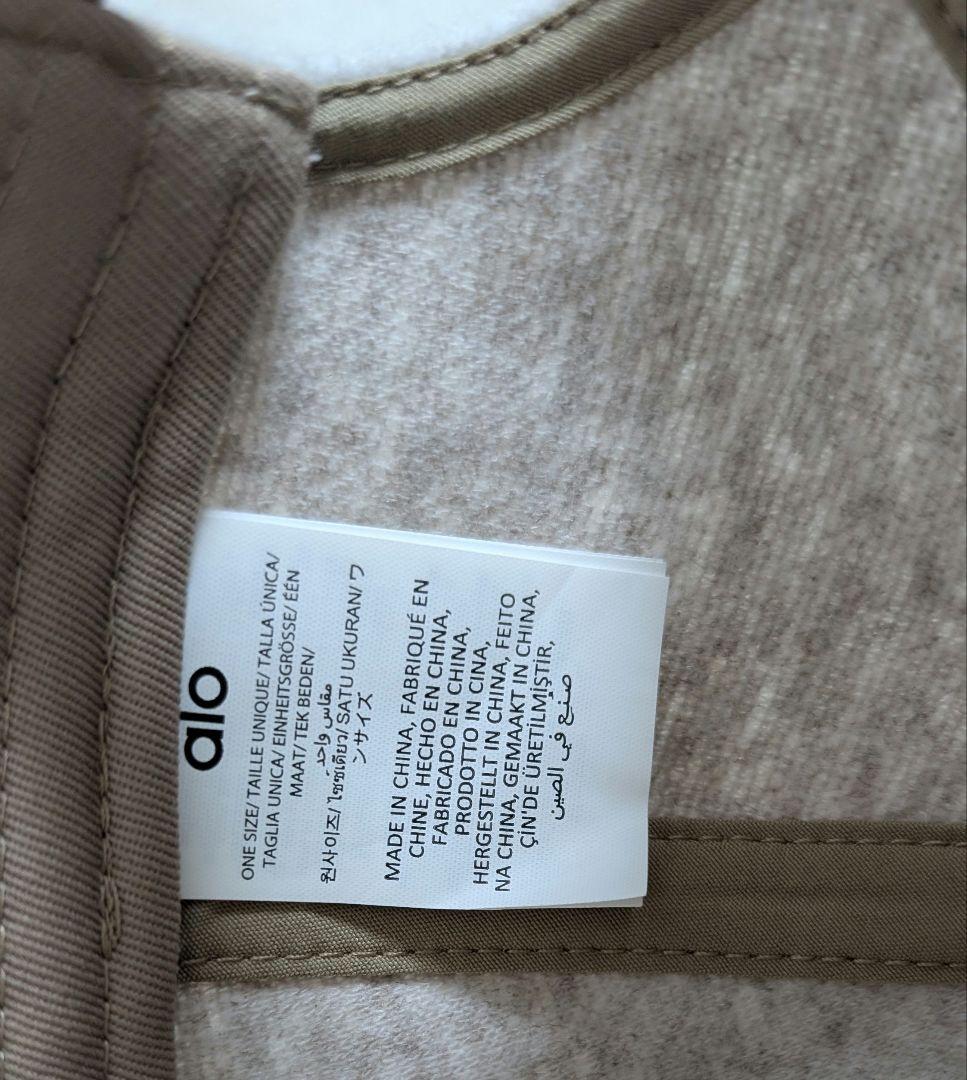 alo
ONE SIZE/ TAILLE UNIQUE/ TALLA ÚNICA/
TAGLIA UNICA/ EINHEITSGRÖSSE/ ÉÉN
MAAT/ TEK BEDEN/
مقاس واحد
원사이즈/ ไซซ์เดียว/ SATU UKURAN/ ワ
ンサイズ
MADE IN CHINA, FABRIQUÉ EN
CHINE, HECHO EN CHINA,
FABRICADO EN CHINA,
PRODOTTO IN CINA,
HERGESTELLT IN CHINA, FEITO
NA CHINA, GEMAAKT IN CHINA,
ÇİN'DE ÜRETİLMİŞTİR,
صنع في الصين